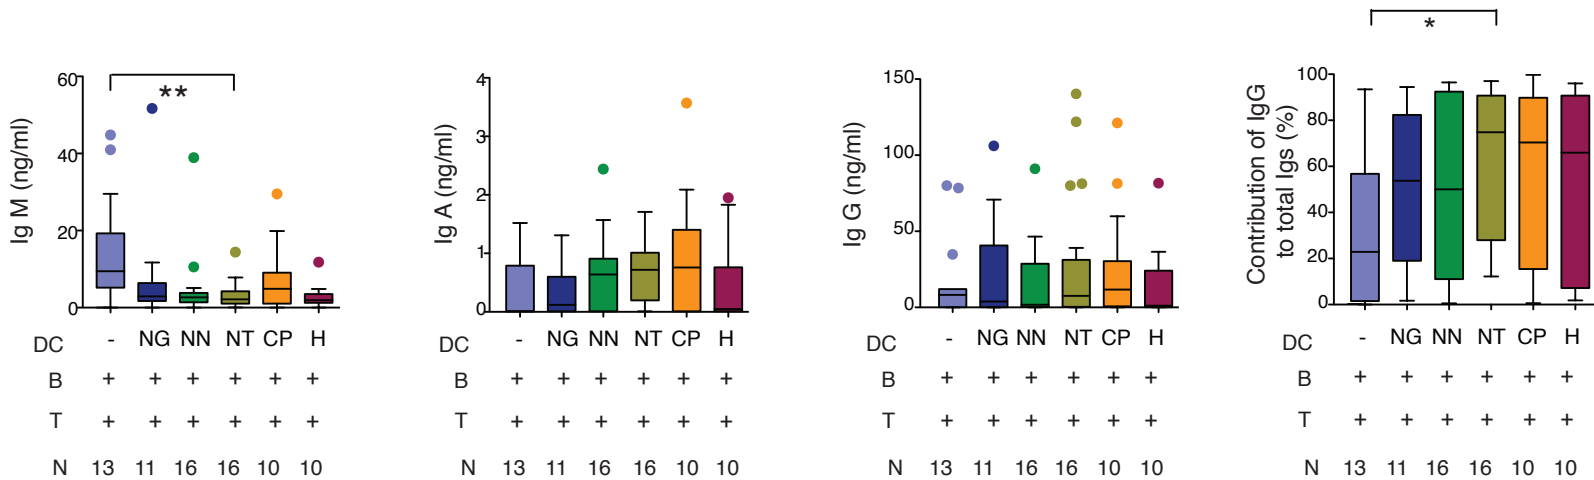 *
**
Ig M (ng/ml)
60
40
20
0
Ig A (ng/ml)
4
3
2
1
0
Ig G (ng/ml)
150
100
50
0
Contribution of IgG
to total Igs (%)
100
80
60
40
20
0
DC - NG NN NT CP H
B + + + + + +
T + + + + + +
N 13 11 16 16 10 10
DC - NG NN NT CP H
B + + + + + +
T + + + + + +
N 13 11 16 16 10 10
DC - NG NN NT CP H
B + + + + + +
T + + + + + +
N 13 11 16 16 10 10
DC - NG NN NT CP H
B + + + + + +
T + + + + + +
N 13 11 16 16 10 10